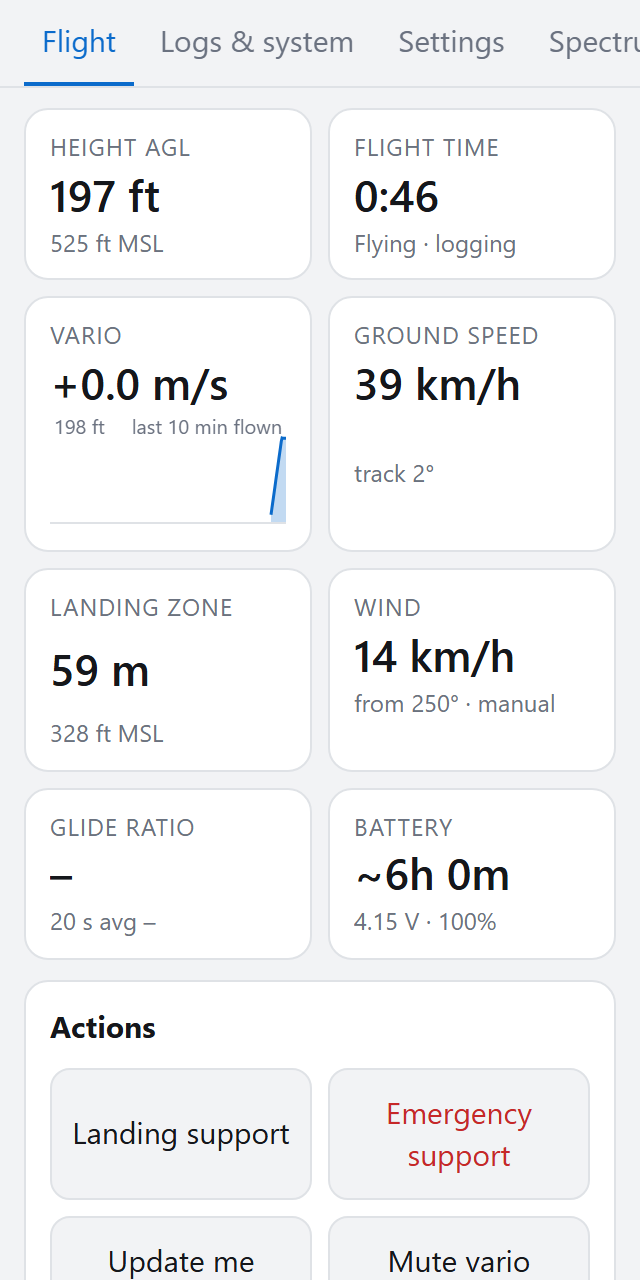 Flight Logs & system Settings Spectru
HEIGHT AGL
197 ft
525 ft MSL
FLIGHT TIME
0:46
Flying · logging
VARIO
+0.0 m/s
198 ft last 10 min flown
GROUND SPEED
39 km/h
track 2°
LANDING ZONE
59 m
328 ft MSL
WIND
14 km/h
from 250° · manual
GLIDE RATIO
–
20 s avg –
BATTERY
~6h 0m
4.15 V · 100%
Actions
Landing support
Emergency
support
Update me
Mute vario